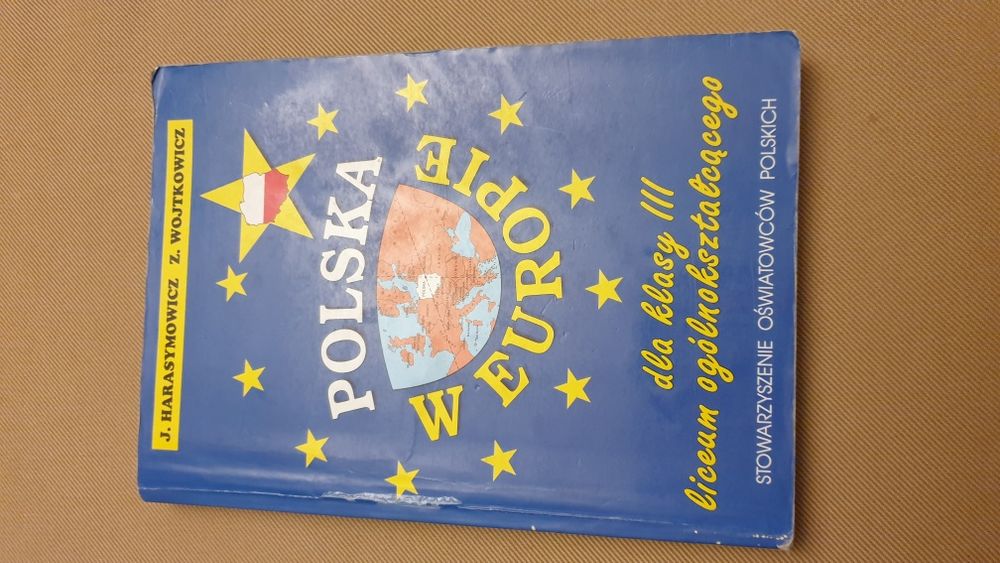 J. HARASYMOWICZ Z. WOJTKOWICZ
POLSKA
W EUROPIE
dla klasy III
liceum ogólnokształcącego
STOWARZYSZENIE OŚWIATOWCÓW POLSKICH